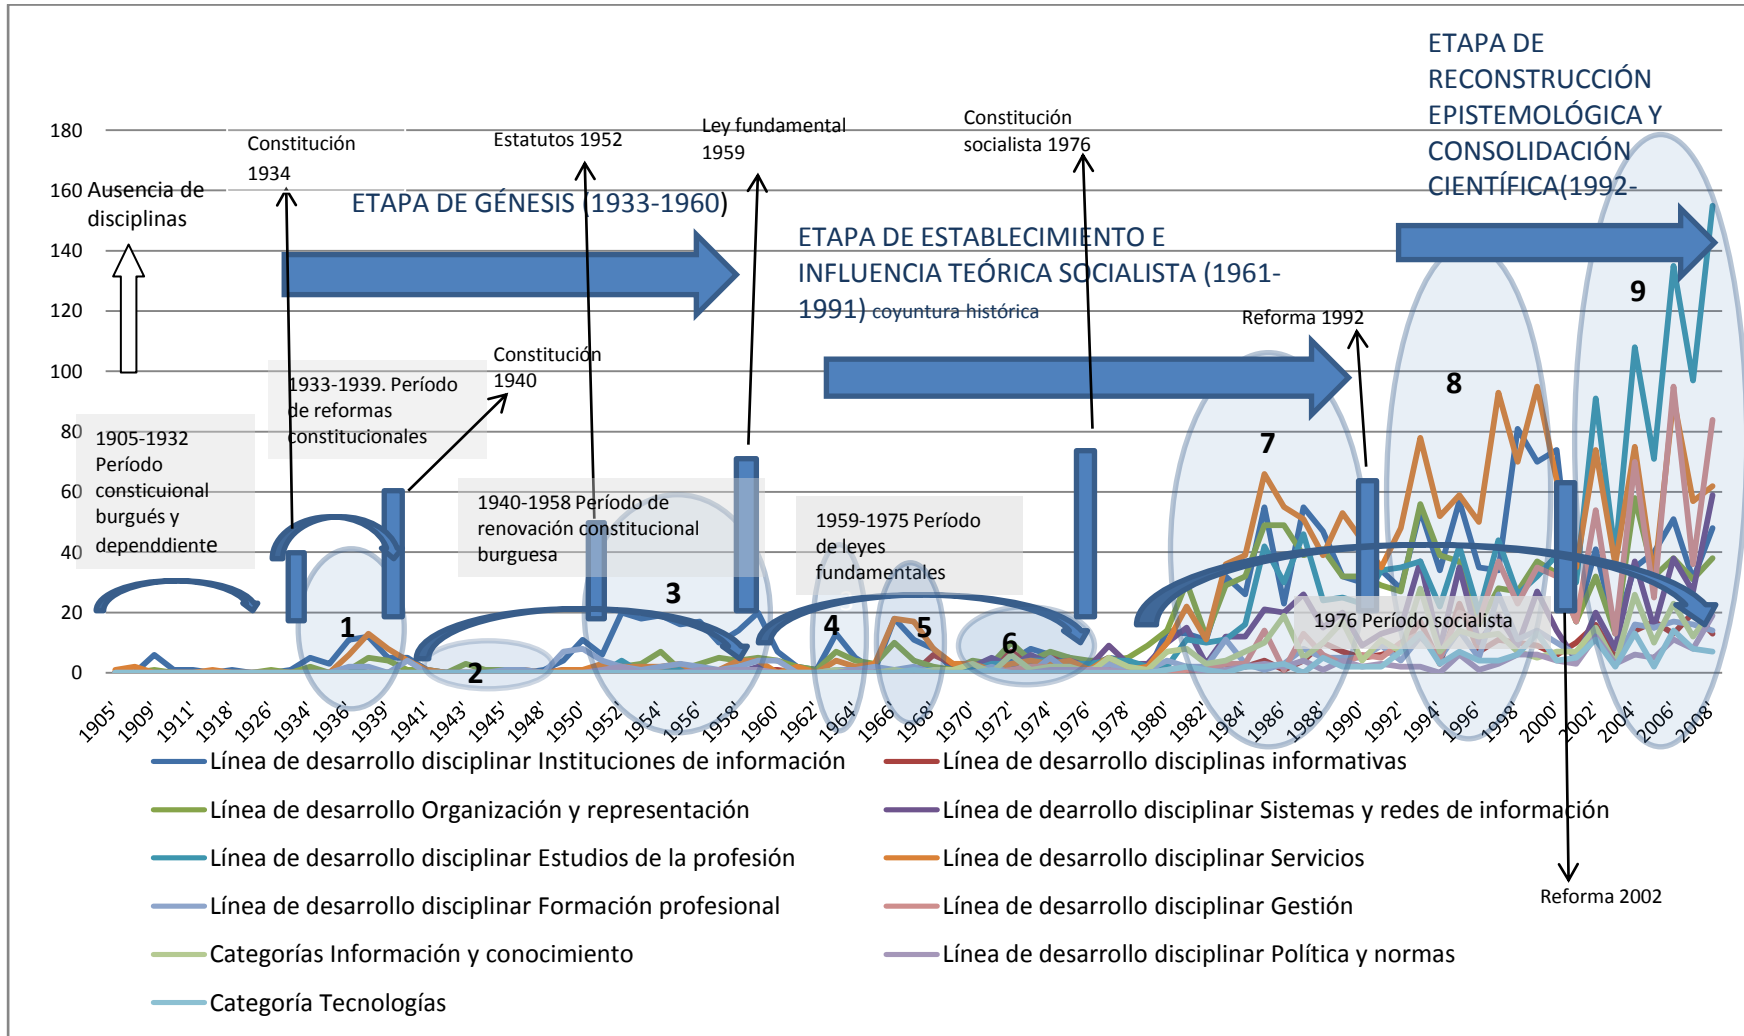 ETAPA DE
RECONSTRUCCIÓN
EPISTEMOLÓGICA Y
CONSOLIDACIÓN
CIENTÍFICA(1992-
Constitución
1934
Estatutos 1952
Ley fundamental
1959
Constitución
socialista 1976
Ausencia de
disciplinas
ETAPA DE GÉNESIS (1933-1960)
ETAPA DE ESTABLECIMIENTO E
INFLUENCIA TEÓRICA SOCIALISTA (1961-
1991) coyuntura histórica
Reforma 1992
Constitución
1940
1933-1939. Período
de reformas
constitucionales
1905-1932
Período
consticuional
burgués y
dependdiente
1940-1958 Período de
renovación constitucional
burguesa
1959-1975 Período
de leyes
fundamentales
1976 Período socialista
Reforma 2002
1
2
3
4
5
6
7
8
9
180
160
140
120
100
80
60
40
20
0
1905'
1909'
1911'
1918'
1926'
1934'
1936'
1939'
1941'
1943'
1945'
1948'
1950'
1952'
1954'
1956'
1958'
1960'
1962'
1964'
1966'
1968'
1970'
1972'
1974'
1976'
1978'
1980'
1982'
1984'
1986'
1988'
1990'
1992'
1994'
1996'
1998'
2000'
2002'
2004'
2006'
2008'
Línea de desarrollo disciplinar Instituciones de información
Línea de desarrollo disciplinas informativas
Línea de desarrollo Organización y representación
Línea de dearrollo disciplinar Sistemas y redes de información
Línea de desarrollo disciplinar Estudios de la profesión
Línea de desarrollo disciplinar Servicios
Línea de desarrollo disciplinar Formación profesional
Línea de desarrollo disciplinar Gestión
Categorías Información y conocimiento
Línea de desarrollo disciplinar Política y normas
Categoría Tecnologías